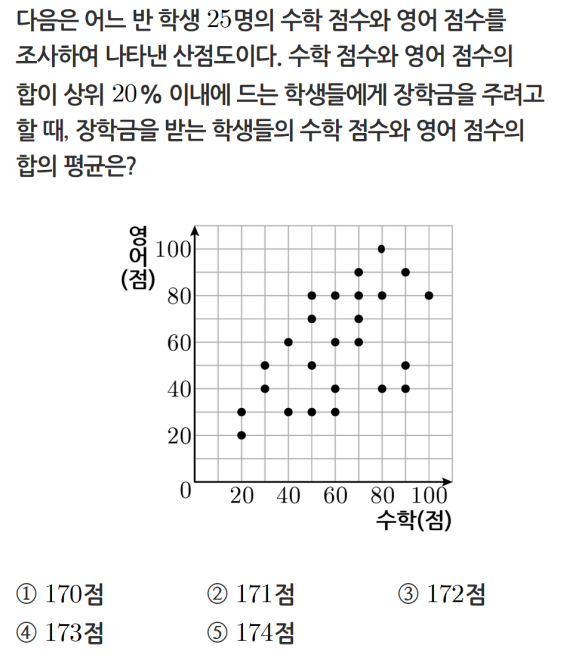 다음은 어느 반 학생 25명의 수학 점수와 영어 점수를
조사하여 나타낸 산점도이다. 수학 점수와 영어 점수의
합이 상위 20% 이내에 드는 학생들에게 장학금을 주려고
할 때, 장학금을 받는 학생들의 수학 점수와 영어 점수의
합의 평균은?
영어
(점)
100
80
60
40
20
0
20 40 60 80 100
수학(점)
① 170점 ② 171점 ③ 172점
④ 173점 ⑤ 174점